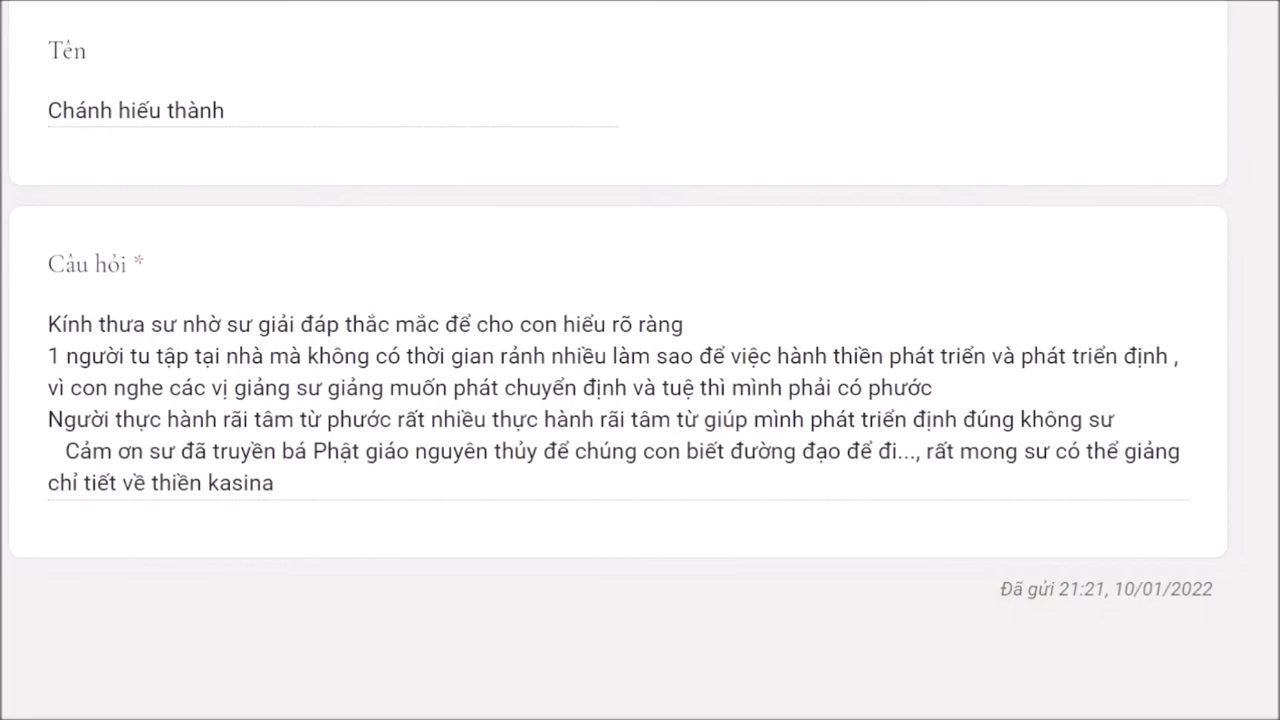 Tên
Chánh hiếu thành
Câu hỏi *
Kính thưa sư nhờ sư giải đáp thắc mắc để cho con hiểu rõ ràng
1 người tu tập tại nhà mà không có thời gian rảnh nhiều làm sao để việc hành thiền phát triển và phát triển định ,
vì con nghe các vị giảng sư giảng muốn phát chuyển định và tuệ thì mình phải có phước
Người thực hành rãi tâm từ phước rất nhiều thực hành rãi tâm từ giúp mình phát triển định đúng không sư
Cảm ơn sư đã truyền bá Phật giáo nguyên thủy để chúng con biết đường đạo để đi..., rất mong sư có thể giảng
chỉ tiết về thiền kasina
Đã gửi 21:21, 10/01/2022